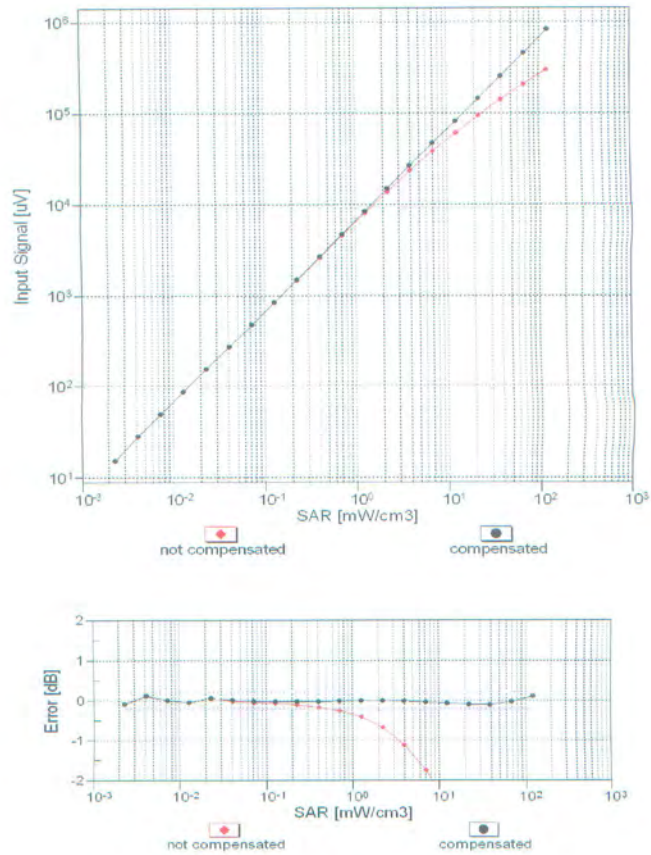 10^6
10^5
10^4
10^3
10^2
10^1
Input Signal [uV]
10^-3 10^-2 10^-1 10^0 10^1 10^2 10^3
SAR [mW/cm3]
not compensated compensated
2
1
0
-1
-2
Error [dB]
10^-3 10^-2 10^-1 10^0 10^1 10^2 10^3
SAR [mW/cm3]
not compensated compensated